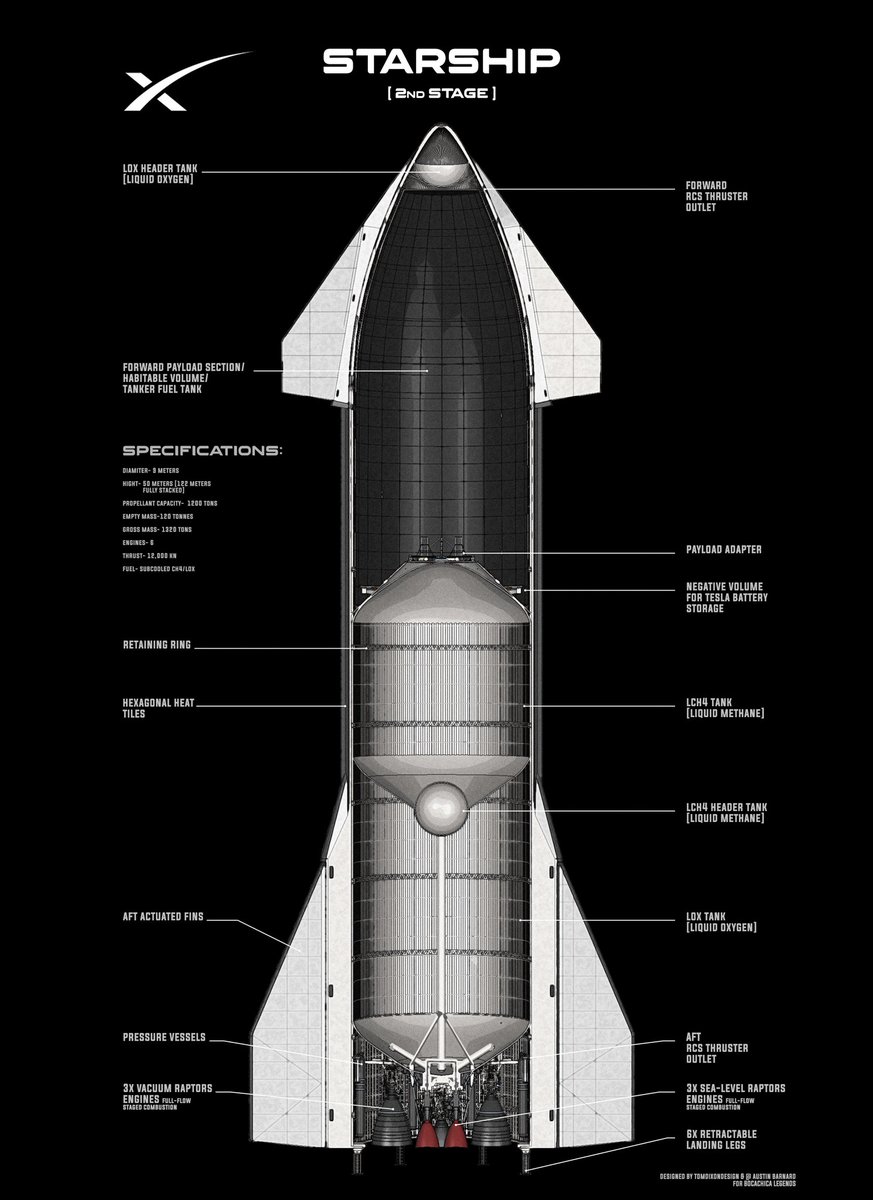 STARSHIP
[ 2ND STAGE ]
LOX HEADER TANK
[LIQUID OXYGEN]
FORWARD
RCS THRUSTER
OUTLET
FORWARD PAYLOAD SECTION/
HABITABLE VOLUME/
TANKER FUEL TANK
SPECIFICATIONS:
DIAMITER- 9 METERS
HIGHT- 50 METERS [122 METERS
FULLY STACKED]
PROPELLANT CAPACITY- 1200 TONS
EMPTY MASS-120 TONNES
GROSS MASS- 1320 TONS
ENGINES- 6
THRUST- 12,000 KN
FUEL- SUBCOOLED CH4/LOX
PAYLOAD ADAPTER
NEGATIVE VOLUME
FOR TESLA BATTERY
STORAGE
RETAINING RING
HEXAGONAL HEAT
TILES
LCH4 TANK
[LIQUID METHANE]
LCH4 HEADER TANK
[LIQUID METHANE]
AFT ACTUATED FINS
LOX TANK
[LIQUID OXYGEN]
PRESSURE VESSELS
AFT
RCS THRUSTER
OUTLET
3X VACUUM RAPTORS
ENGINES FULL-FLOW
STAGED COMBUSTION
3X SEA-LEVEL RAPTORS
ENGINES FULL-FLOW
STAGED COMBUSTION
6X RETRACTABLE
LANDING LEGS
DESIGNED BY TOMDIXONDESIGN & @ AUSTIN BARNARD
FOR BOCACHICA LEGENDS